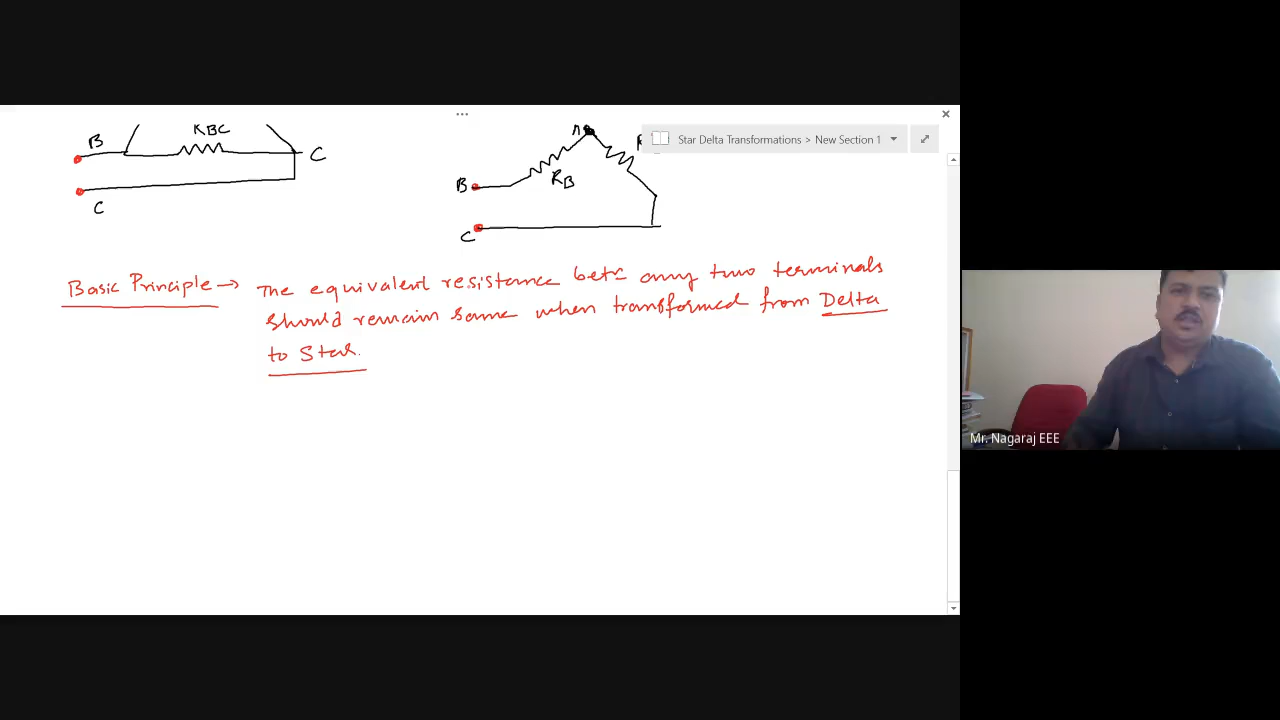 RBC
B
C
C
Star Delta Transformations > New Section 1
B
RB
C
Basic Principle → The equivalent resistance betn any two terminals
should remain same when transformed from Delta
to Star.
Mr. Nagaraj EEE